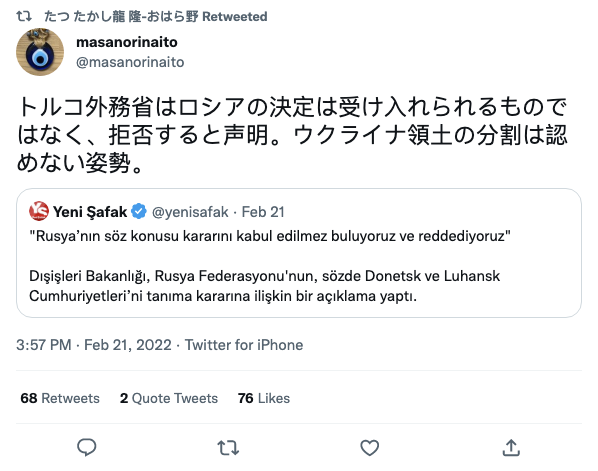 たつ たかし龍 隆-おはら野 Retweeted
masanorinaito
@masanorinaito
トルコ外務省はロシアの決定は受け入れられるもので
はなく、拒否すると声明。ウクライナ領土の分割は認
めない姿勢。
Yeni Şafak @yenisafak · Feb 21
"Rusya’nın söz konusu kararını kabul edilmez buluyoruz ve reddediyoruz"
Dışişleri Bakanlığı, Rusya Federasyonu'nun, sözde Donetsk ve Luhansk
Cumhuriyetleri’ni tanıma kararına ilişkin bir açıklama yaptı.
3:57 PM · Feb 21, 2022 · Twitter for iPhone
68 Retweets 2 Quote Tweets 76 Likes